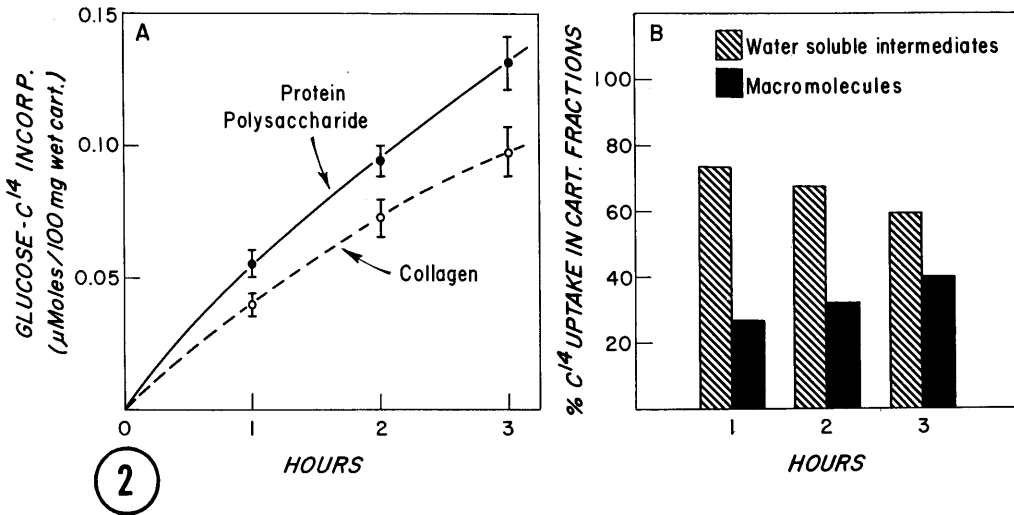 A
0.15
0.10
0.05
GLUCOSE-C14 INCORP.
(μMoles/100 mg wet cart.)
Protein
Polysaccharide
Collagen
0 1 2 3
HOURS
B
Water soluble intermediates
Macromolecules
100
80
60
40
20
% C14 UPTAKE IN CART. FRACTIONS
1 2 3
HOURS
2